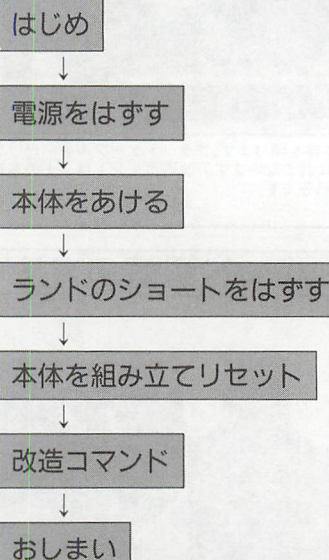 はじめ
↓
電源をはずす
↓
本体をあける
↓
ランドのショートをはずす
↓
本体を組み立てリセット
↓
改造コマンド
↓
おしまい